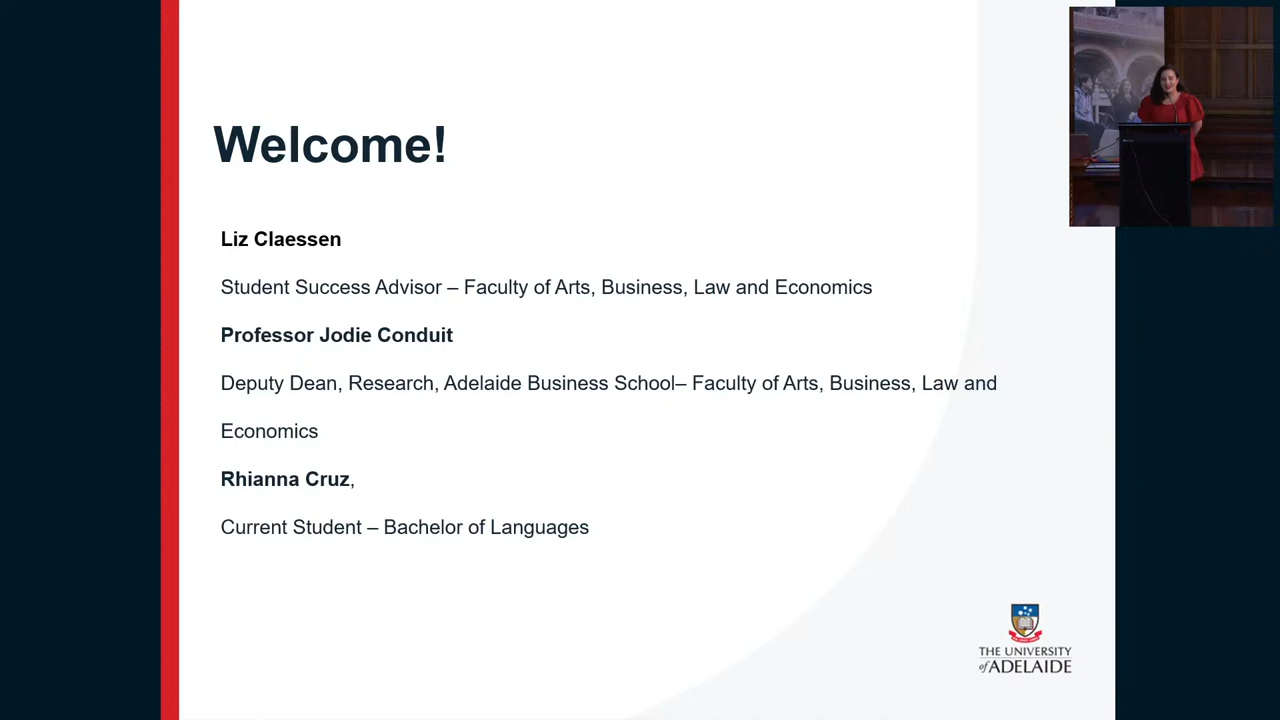 Welcome!
Liz Claessen
Student Success Advisor – Faculty of Arts, Business, Law and Economics
Professor Jodie Conduit
Deputy Dean, Research, Adelaide Business School– Faculty of Arts, Business, Law and
Economics
Rhianna Cruz,
Current Student – Bachelor of Languages
THE UNIVERSITY
of ADELAIDE